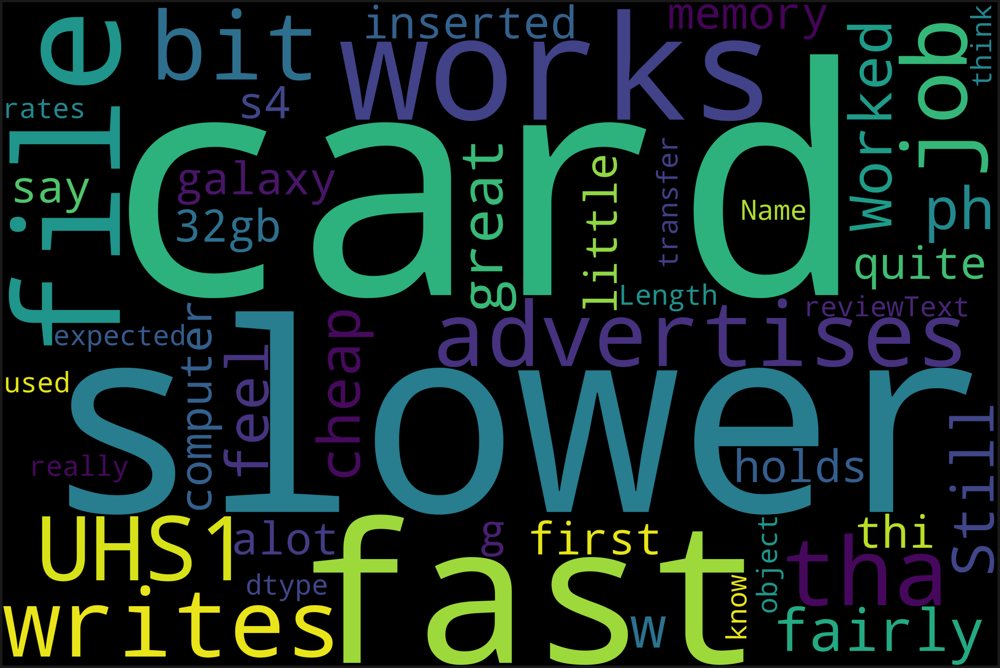 e
bit
inserted
memory
think
works
worked
job
rates
s4
file
card
say
galaxy
32gb
great
little
transfer
Name
ph
quite
Length
reviewText
expected
computer
feel
cheap
advertises
used
slower
really
holds
Still
UHS1
alot
g
first
object
thi
tha
dtype
fast
know
writes
w
fairly